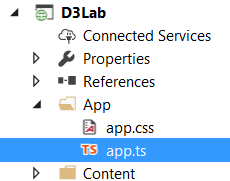 D3Lab
Connected Services
Properties
References
App
app.css
TS app.ts
Content